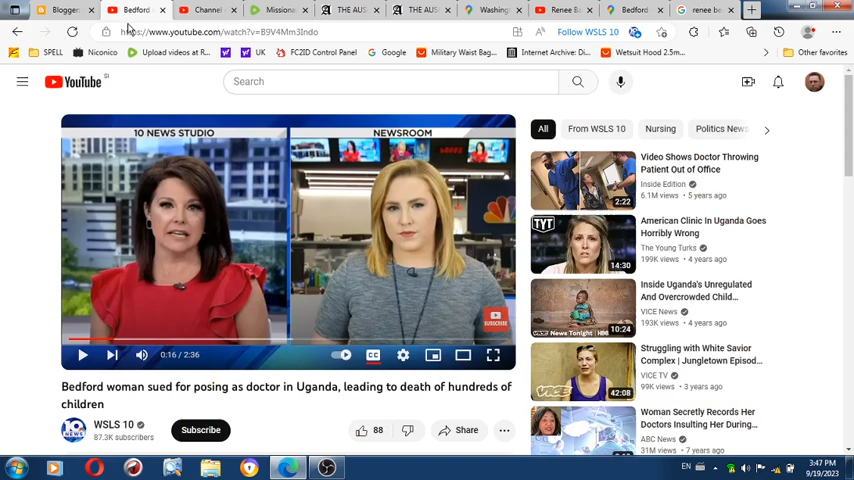 Blogger:
Bedford
Channel
Missiona
THE AUS
THE AUS
Washing
Renee Ba
Bedford
renee be
https://www.youtube.com/watch?v=B9V4Mm3Indo
Follow WSLS 10
SPELL
Niconico
Upload videos at R...
UK
FC2ID Control Panel
Google
Military Waist Bag...
Internet Archive: Di...
Wetsuit Hood 2.5m...
Other favorites
YouTube SI
Search
10 NEWS STUDIO
NEWSROOM
SUBSCRIBE
0:16 / 2:36
CC
Bedford woman sued for posing as doctor in Uganda, leading to death of hundreds of
children
10 NEWS
WSLS 10
87.3K subscribers
Subscribe
88
Share
All
From WSLS 10
Nursing
Politics News
Video Shows Doctor Throwing
Patient Out of Office
Inside Edition
6.1M views • 5 years ago
2:22
American Clinic In Uganda Goes
Horribly Wrong
The Young Turks
199K views • 4 years ago
TYT
14:30
Inside Uganda's Unregulated
And Overcrowded Child...
VICE News
193K views • 4 years ago
10:24
Struggling with White Savior
Complex | Jungletown Episod...
VICE TV
99K views • 3 years ago
VICE
42:08
Woman Secretly Records Her
Doctors Insulting Her During...
ABC News
31M views • 7 years ago
EN
3:47 PM
9/19/2023